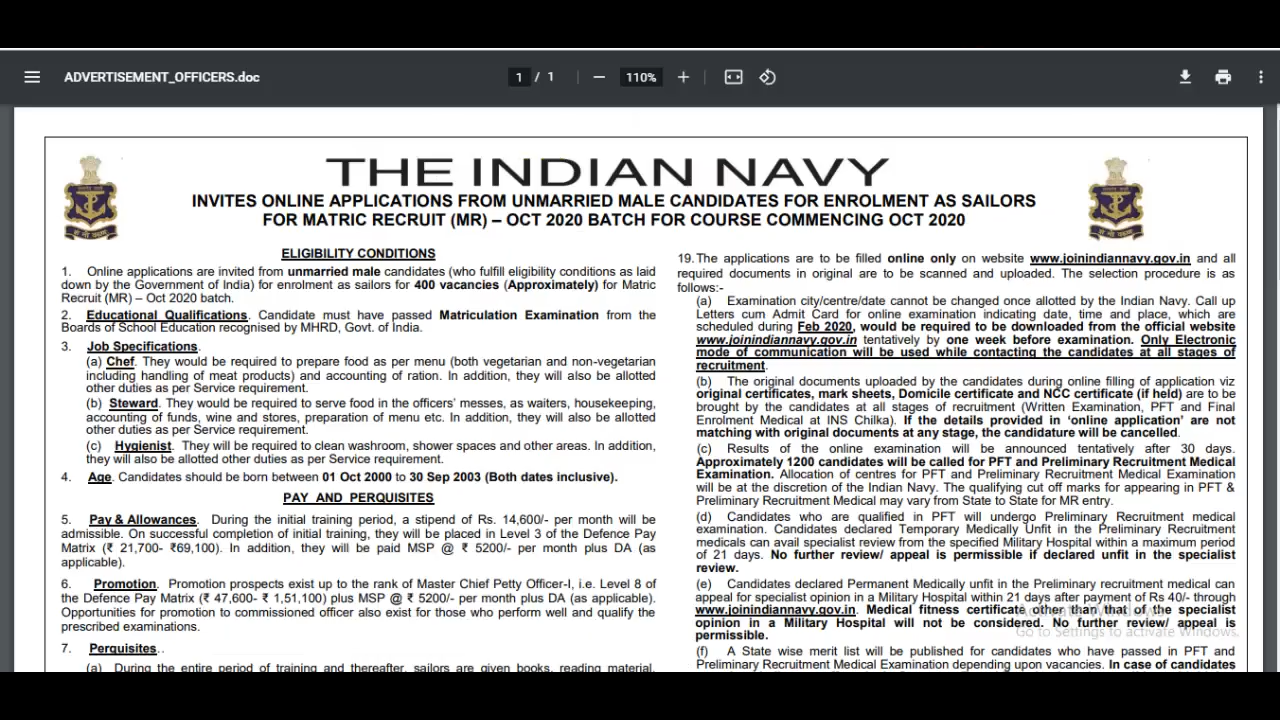 ADVERTISEMENT_OFFICERS.doc
1 / 1
110%
THE INDIAN NAVY
INVITES ONLINE APPLICATIONS FROM UNMARRIED MALE CANDIDATES FOR ENROLMENT AS SAILORS
FOR MATRIC RECRUIT (MR) – OCT 2020 BATCH FOR COURSE COMMENCING OCT 2020
ELIGIBILITY CONDITIONS
1. Online applications are invited from unmarried male candidates (who fulfill eligibility conditions as laid
down by the Government of India) for enrolment as sailors for 400 vacancies (Approximately) for Matric
Recruit (MR) – Oct 2020 batch.
2. Educational Qualifications. Candidate must have passed Matriculation Examination from the
Boards of School Education recognised by MHRD, Govt. of India.
3. Job Specifications.
(a) Chef. They would be required to prepare food as per menu (both vegetarian and non-vegetarian
including handling of meat products) and accounting of ration. In addition, they will also be allotted
other duties as per Service requirement.
(b) Steward. They would be required to serve food in the officers' messes, as waiters, housekeeping,
accounting of funds, wine and stores, preparation of menu etc. In addition, they will also be allotted
other duties as per Service requirement.
(c) Hygienist. They will be required to clean washroom, shower spaces and other areas. In addition,
they will also be allotted other duties as per Service requirement.
4. Age. Candidates should be born between 01 Oct 2000 to 30 Sep 2003 (Both dates inclusive).
PAY AND PERQUISITES
5. Pay & Allowances. During the initial training period, a stipend of Rs. 14,600/- per month will be
admissible. On successful completion of initial training, they will be placed in Level 3 of the Defence Pay
Matrix (₹ 21,700- ₹69,100). In addition, they will be paid MSP @ ₹ 5200/- per month plus DA (as
applicable).
6. Promotion. Promotion prospects exist up to the rank of Master Chief Petty Officer-I, i.e. Level 8 of
the Defence Pay Matrix (₹ 47,600- ₹ 1,51,100) plus MSP @ ₹ 5200/- per month plus DA (as applicable).
Opportunities for promotion to commissioned officer also exist for those who perform well and qualify the
prescribed examinations.
7. Perquisites..
(a) During the entire period of training and thereafter, sailors are given books, reading material,
19. The applications are to be filled online only on website www.joinindiannavy.gov.in and all
required documents in original are to be scanned and uploaded. The selection procedure is as
follows:-
(a) Examination city/centre/date cannot be changed once allotted by the Indian Navy. Call up
Letters cum Admit Card for online examination indicating date, time and place, which are
scheduled during Feb 2020, would be required to be downloaded from the official website
www.joinindiannavy.gov.in tentatively by one week before examination. Only Electronic
mode of communication will be used while contacting the candidates at all stages of
recruitment.
(b) The original documents uploaded by the candidates during online filling of application viz
original certificates, mark sheets, Domicile certificate and NCC certificate (if held) are to be
brought by the candidates at all stages of recruitment (Written Examination, PFT and Final
Enrolment Medical at INS Chilka). If the details provided in 'online application' are not
matching with original documents at any stage, the candidature will be cancelled.
(c) Results of the online examination will be announced tentatively after 30 days.
Approximately 1200 candidates will be called for PFT and Preliminary Recruitment Medical
Examination. Allocation of centres for PFT and Preliminary Recruitment Medical Examination
will be at the discretion of the Indian Navy. The qualifying cut off marks for appearing in PFT &
Preliminary Recruitment Medical may vary from State to State for MR entry.
(d) Candidates who are qualified in PFT will undergo Preliminary Recruitment medical
examination. Candidates declared Temporary Medically Unfit in the Preliminary Recruitment
medicals can avail specialist review from the specified Military Hospital within a maximum period
of 21 days. No further review/ appeal is permissible if declared unfit in the specialist
review.
(e) Candidates declared Permanent Medically unfit in the Preliminary recruitment medical can
appeal for specialist opinion in a Military Hospital within 21 days after payment of Rs 40/- through
www.joinindiannavy.gov.in. Medical fitness certificate other than that of the specialist
opinion in a Military Hospital will not be considered. No further review/ appeal is
permissible.
(f) A State wise merit list will be published for candidates who have passed in PFT and
Preliminary Recruitment Medical Examination depending upon vacancies. In case of candidates
Activate Windows
Go to Settings to activate Windows.